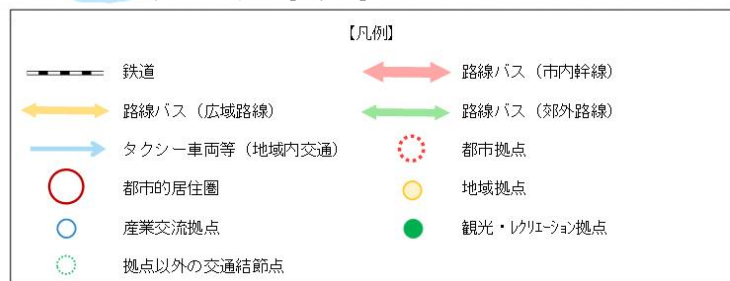 【凡例】
鉄道
路線バス（市内幹線）
路線バス（広域路線）
路線バス（郊外路線）
タクシー車両等（地域内交通）
都市拠点
都市的居住圏
地域拠点
産業交流拠点
観光・ﾚｸﾘｴｰｼｮﾝ拠点
拠点以外の交通結節点